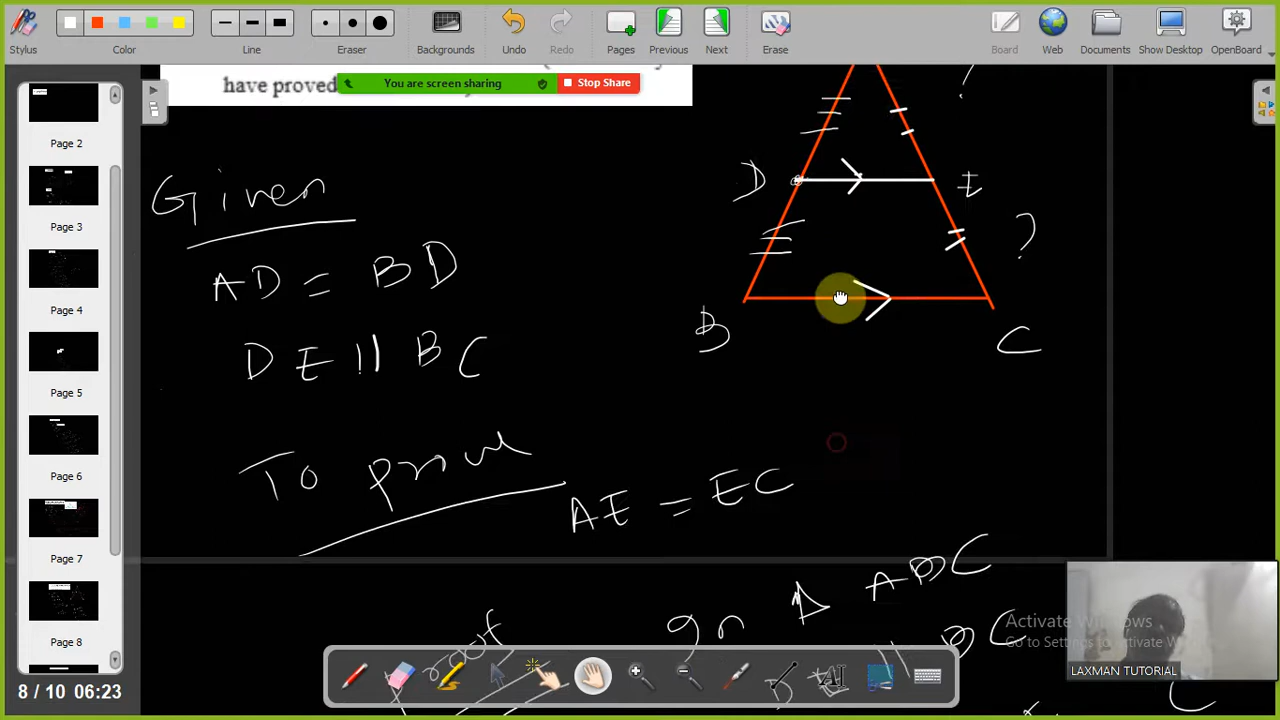 Stylus
Color
Line
Eraser
Backgrounds
Undo
Redo
Pages
Previous
Next
Erase
Board
Web
Documents
Show Desktop
OpenBoard
have proved
You are screen sharing
Stop Share
Page 2
Page 3
Page 4
Page 5
Page 6
Page 7
Page 8
8 / 10 06:23
Given
AD = BD
DE || BC
To prove
AE = EC
?
D
E
?
B
C
Proof
In Δ ABC
|| BC
Activate Windows
Go to Settings to activate
LAXMAN TUTORIAL